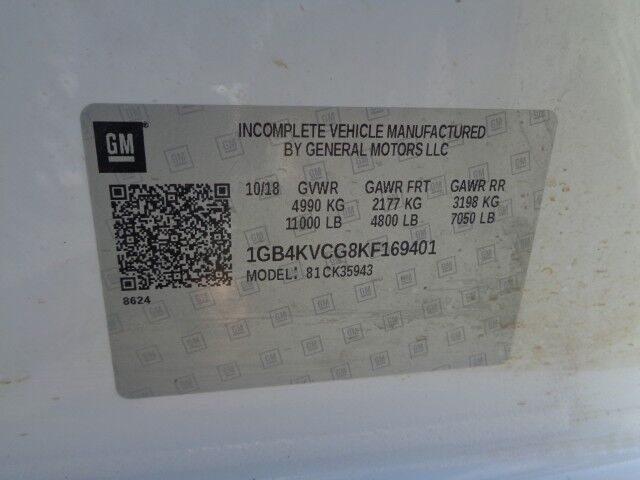 GM
INCOMPLETE VEHICLE MANUFACTURED
BY GENERAL MOTORS LLC
10/18 GVWR GAWR FRT GAWR RR
4990 KG 2177 KG 3198 KG
11000 LB 4800 LB 7050 LB
1GB4KVCG8KF169401
MODEL: 81CK35943
8624